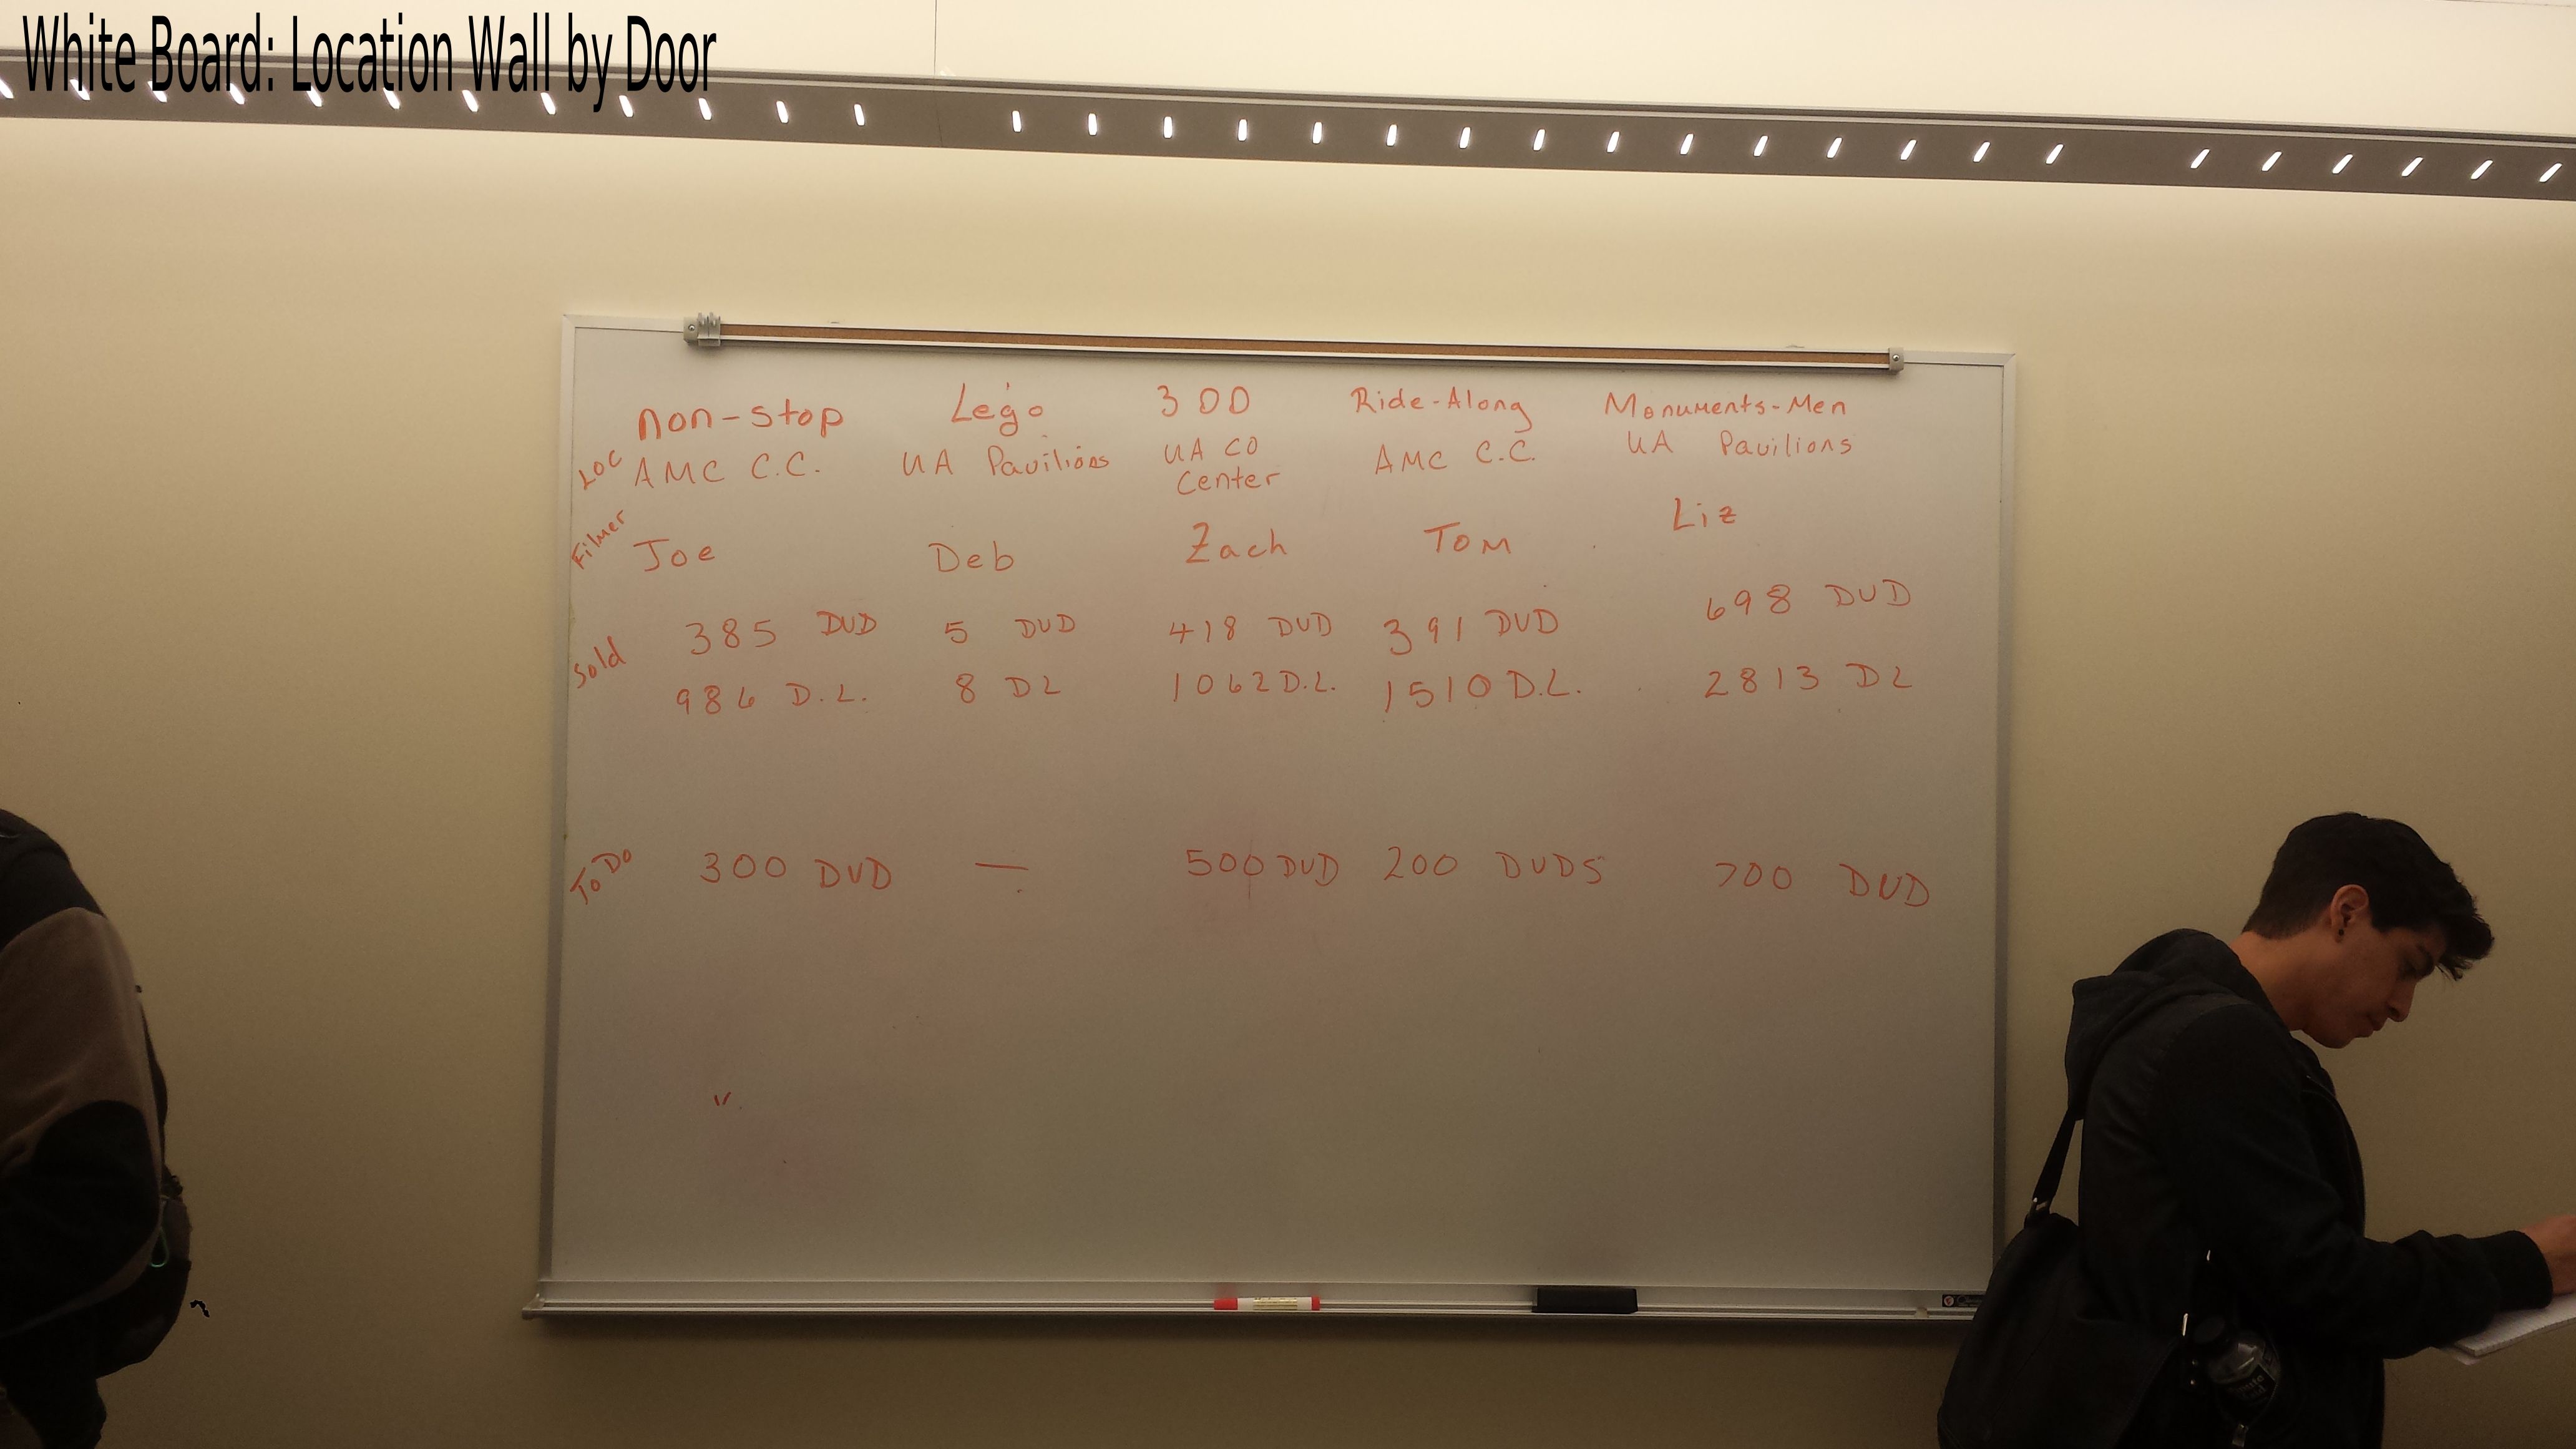 White Board: Location Wall by Door
non-stop Lego 300 Ride-Along Monuments-Men
LOC AMC C.C. UA Pavilions UA CO Center AMC C.C. UA Pavilions
Filmer Joe Deb Zach Tom Liz
Sold 385 DVD 5 DVD 418 DVD 391 DVD 698 DVD
986 D.L. 8 DL 1062 D.L. 1510 D.L. 2813 DL
To Do 300 DVD — 500 DVD 200 DVDS 700 DVD